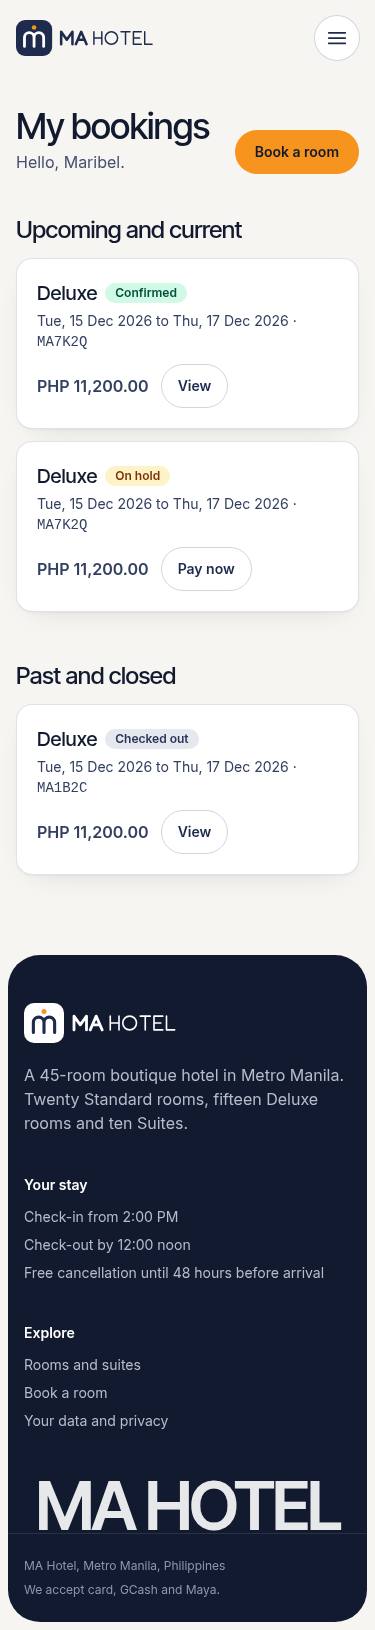 MA HOTEL
My bookings
Hello, Maribel.
Book a room
Upcoming and current
Deluxe Confirmed
Tue, 15 Dec 2026 to Thu, 17 Dec 2026 ·
MA7K2Q
PHP 11,200.00 View
Deluxe On hold
Tue, 15 Dec 2026 to Thu, 17 Dec 2026 ·
MA7K2Q
PHP 11,200.00 Pay now
Past and closed
Deluxe Checked out
Tue, 15 Dec 2026 to Thu, 17 Dec 2026 ·
MA1B2C
PHP 11,200.00 View
MA HOTEL
A 45-room boutique hotel in Metro Manila.
Twenty Standard rooms, fifteen Deluxe
rooms and ten Suites.
Your stay
Check-in from 2:00 PM
Check-out by 12:00 noon
Free cancellation until 48 hours before arrival
Explore
Rooms and suites
Book a room
Your data and privacy
MA HOTEL
MA Hotel, Metro Manila, Philippines
We accept card, GCash and Maya.